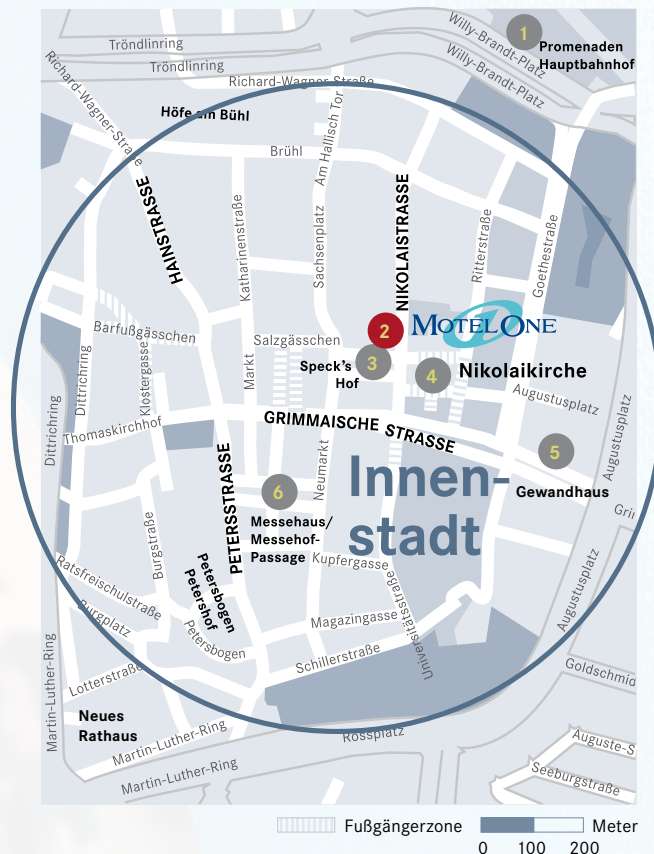 Willy-Brandt-Platz
1
Promenaden
Hauptbahnhof
Tröndlinring
Tröndlinring
Willy-Brandt-Platz
Richard-Wagner-Straße
Richard-Wagner-Straße
Höfe am Bühl
Am Hallisch Tor
Brühl
HAINSTRASSE
Katharinenstraße
Sachsenplatz
NIKOLAISTRASSE
Ritterstraße
Goethestraße
2
MOTEL ONE
Barfußgässchen
Salzgässchen
3
Speck's
Hof
4
Nikolaikirche
Dittrichring
Klostergasse
Markt
Augustusplatz
Dittrichring
Thomaskirchhof
GRIMMAISCHE STRASSE
Augustusplatz
5
Gewandhaus
Gri
PETERSSTRASSE
Neumarkt
Innen-
stadt
6
Messehaus/
Messehof-
Passage
Kupfergasse
Burgstraße
Petersbogen
Petershof
Ratsfreischulstraße
Burgplatz
Petersbogen
Magazingasse
Universitätsstraße
Augustusplatz
Schillerstraße
Goldschmid
Martin-Luther-Ring
Lotterstraße
Neues
Rathaus
Martin-Luther-Ring
Rossplatz
Martin-Luther-Ring
Auguste-S
Seeburgstraße
Fußgängerzone
Meter
0 100 200